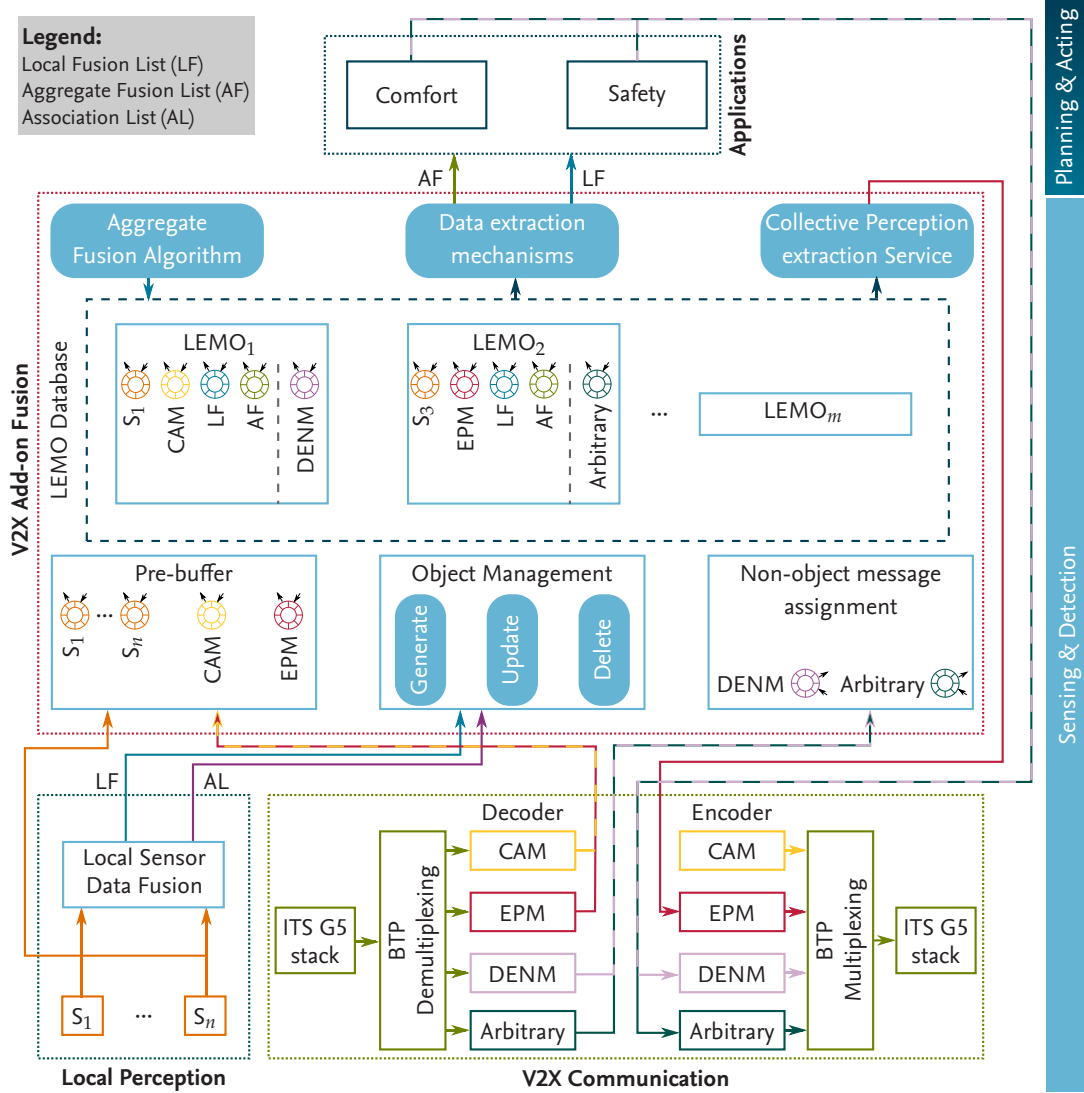 Legend:
Local Fusion List (LF)
Aggregate Fusion List (AF)
Association List (AL)
Comfort
Safety
Applications
Planning & Acting
AF
LF
Aggregate
Fusion Algorithm
Data extraction
mechanisms
Collective Perception
extraction Service
V2X Add-on Fusion
LEMO Database
LEMO1
S1
CAM
LF
AF
DENM
LEMO2
S3
EPM
LF
AF
Arbitrary
...
LEMOm
Pre-buffer
S1
...
Sn
CAM
EPM
Object Management
Generate
Update
Delete
Non-object message
assignment
DENM
Arbitrary
Sensing & Detection
LF
AL
Local Sensor
Data Fusion
S1
...
Sn
Local Perception
Decoder
Encoder
ITS G5
stack
BTP
Demultiplexing
CAM
EPM
DENM
Arbitrary
CAM
EPM
DENM
Arbitrary
BTP
Multiplexing
ITS G5
stack
V2X Communication